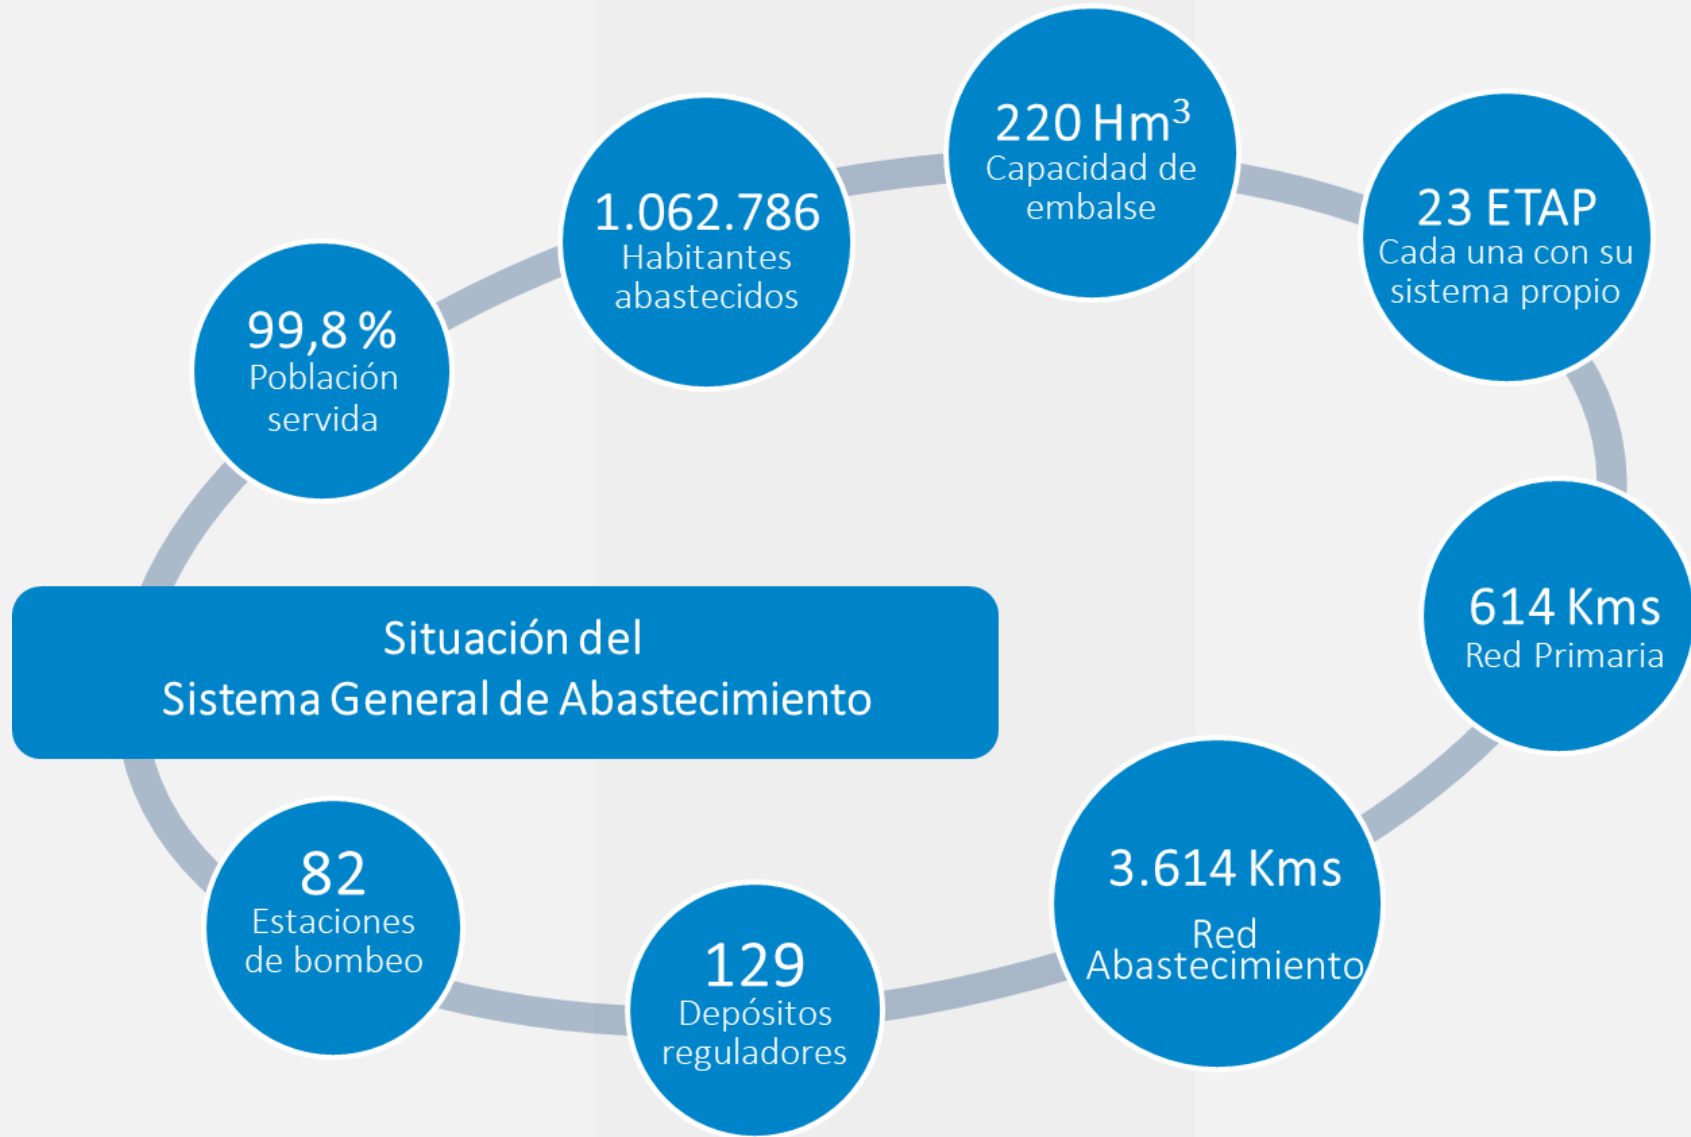 Situación del
Sistema General de Abastecimiento
99,8 %
Población
servida
1.062.786
Habitantes
abastecidos
220 Hm³
Capacidad de
embalse
23 ETAP
Cada una con su
sistema propio
614 Kms
Red Primaria
3.614 Kms
Red
Abastecimiento
129
Depósitos
reguladores
82
Estaciones
de bombeo